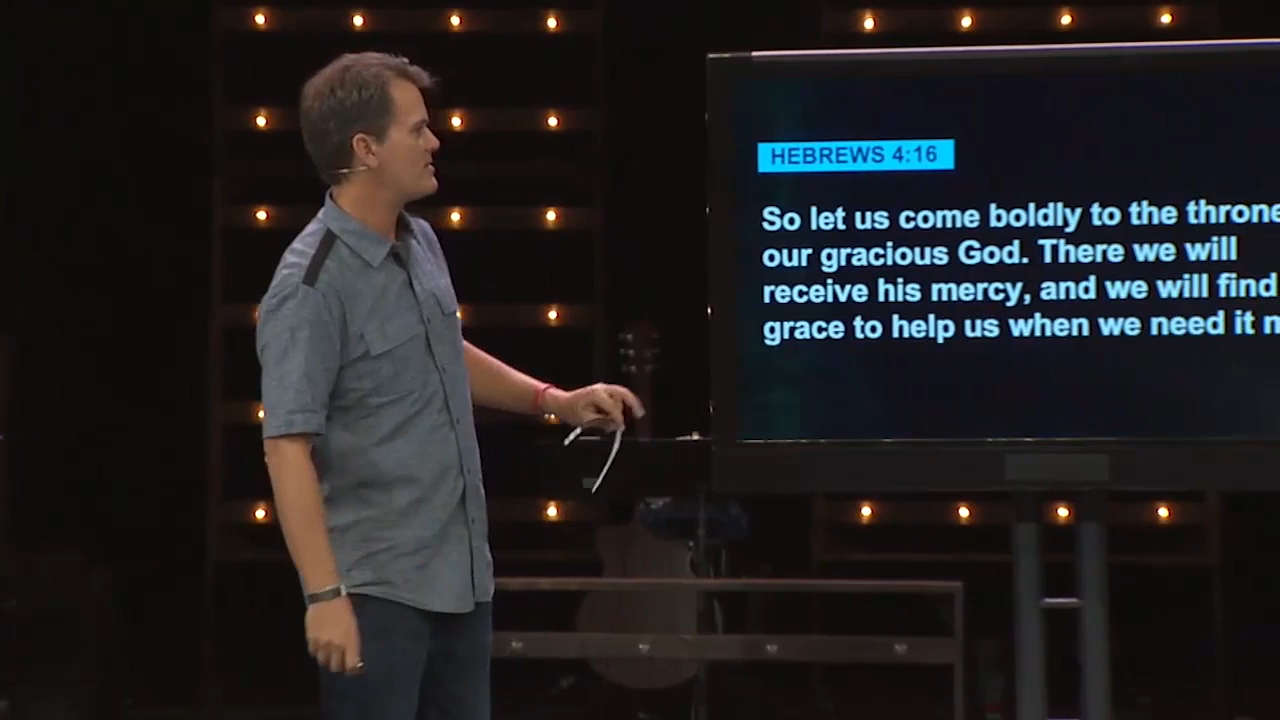 HEBREWS 4:16
So let us come boldly to the throne
our gracious God. There we will
receive his mercy, and we will find
grace to help us when we need it